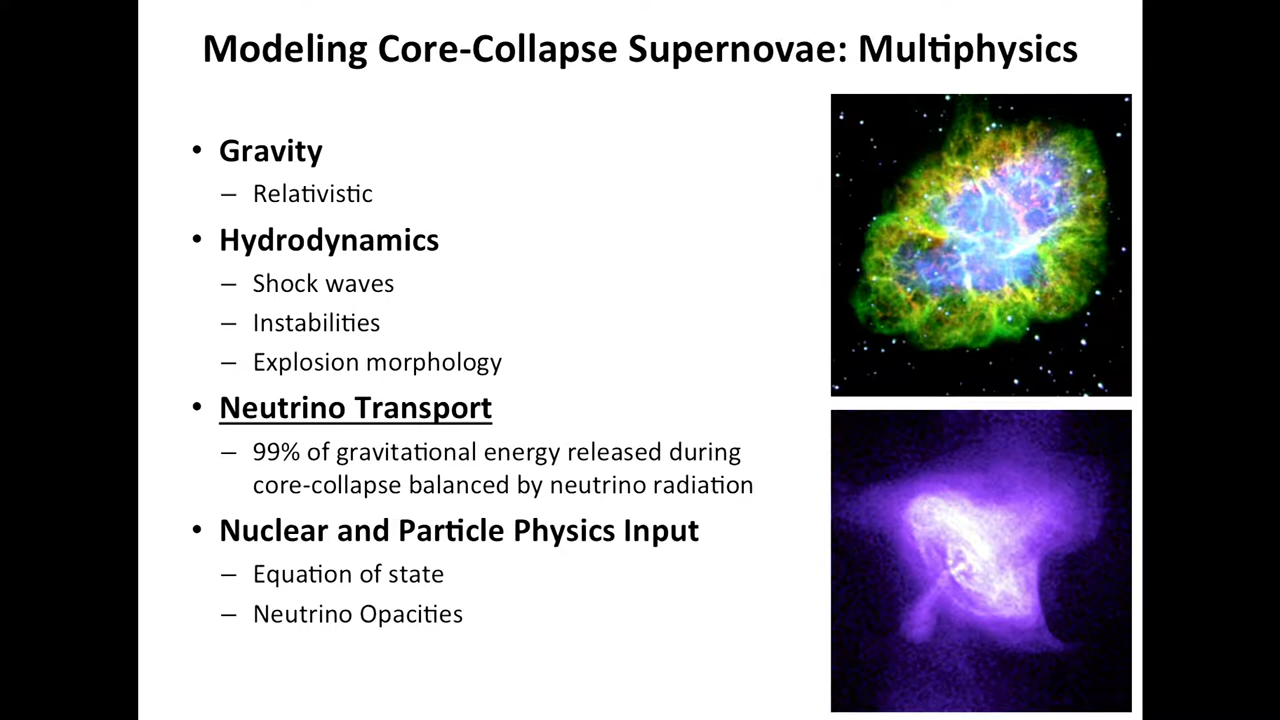 Modeling Core-Collapse Supernovae: Multiphysics
• Gravity
– Relativistic
• Hydrodynamics
– Shock waves
– Instabilities
– Explosion morphology
• Neutrino Transport
– 99% of gravitational energy released during
core-collapse balanced by neutrino radiation
• Nuclear and Particle Physics Input
– Equation of state
– Neutrino Opacities